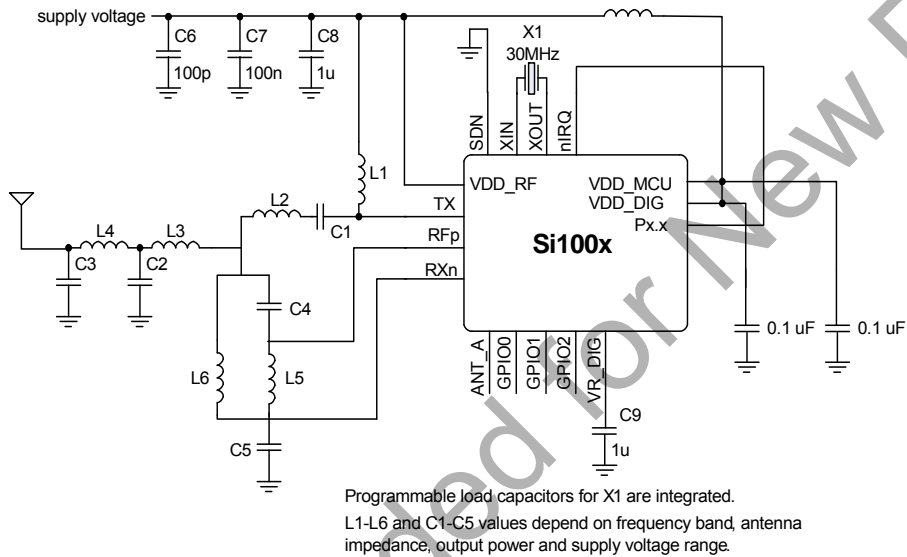 supply voltage
C6
C7
C8
100p
100n
1u
X1
30MHz
SDN
XIN
XOUT
nIRQ
L1
VDD_RF
VDD_MCU
VDD_DIG
Px.x
TX
RFp
RXn
Si100x
L2
C1
L4
L3
C3
C2
C4
L6
L5
C5
0.1 uF
0.1 uF
ANT_A
GPIO0
GPIO1
GPIO2
VR_DIG
C9
1u
Programmable load capacitors for X1 are integrated.
L1-L6 and C1-C5 values depend on frequency band, antenna
impedance, output power and supply voltage range.
ded for New D